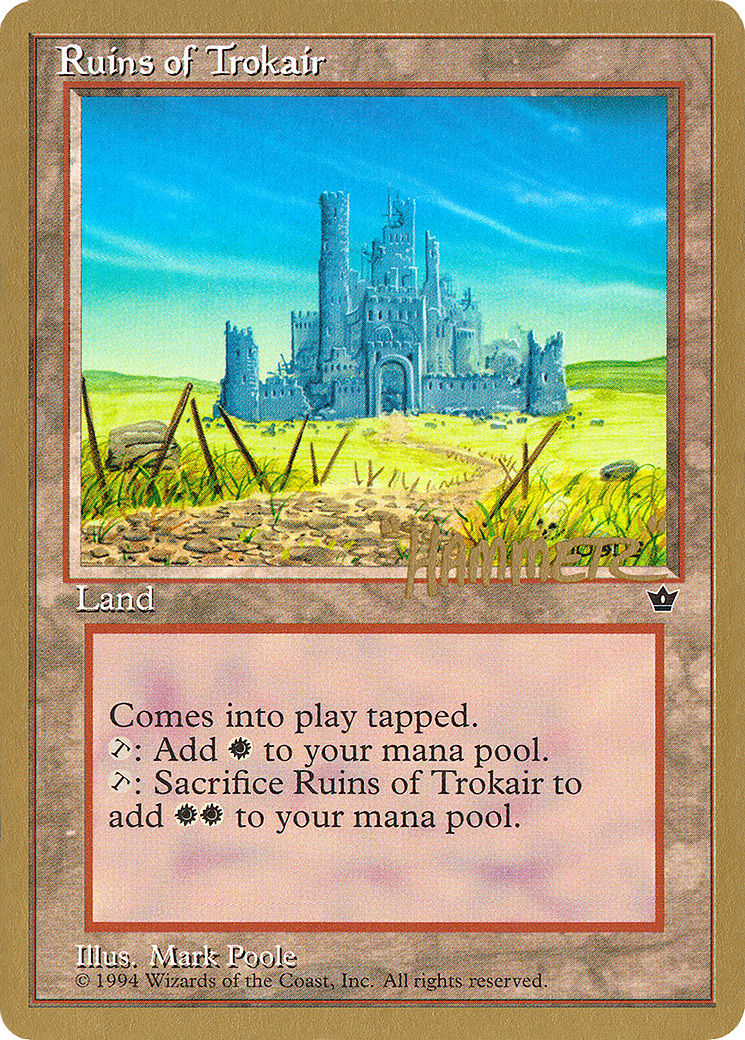 Ruins of Trokair
"HAMMER"
Land
Comes into play tapped.
T: Add to your mana pool.
T: Sacrifice Ruins of Trokair to
add to your mana pool.
Illus. Mark Poole
© 1994 Wizards of the Coast, Inc. All rights reserved.